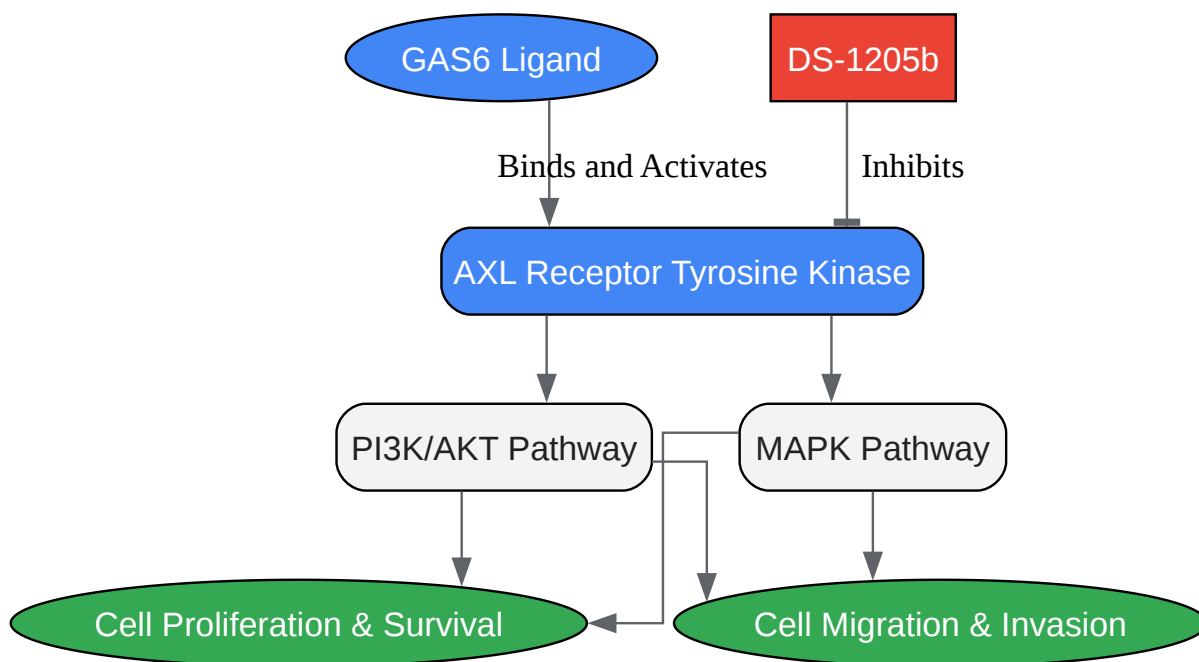 GAS6 Ligand
DS-1205b
Binds and Activates
Inhibits
AXL Receptor Tyrosine Kinase
PI3K/AKT Pathway
MAPK Pathway
Cell Proliferation & Survival
Cell Migration & Invasion